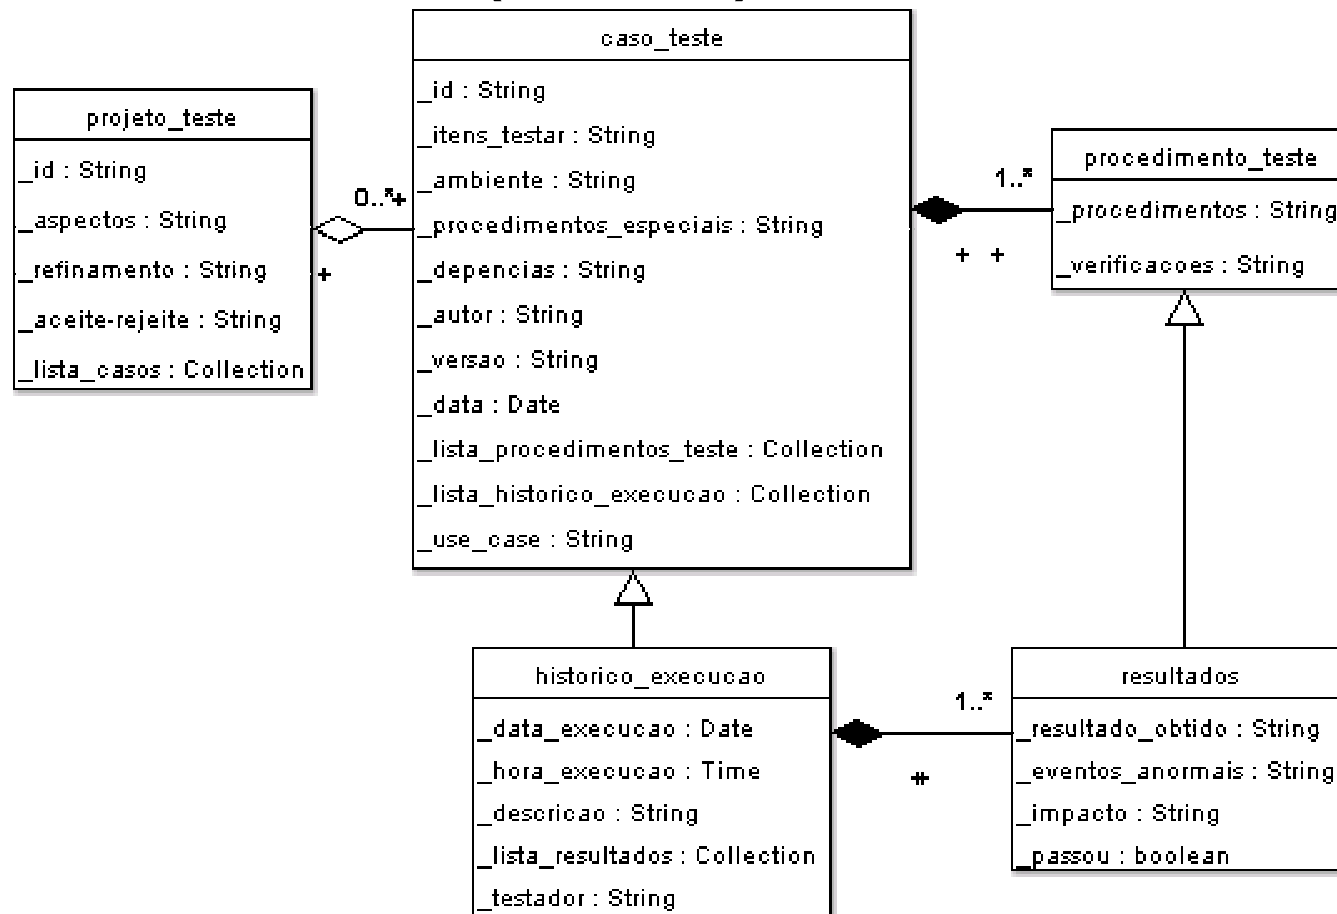 caso_teste
_id : String
_itens_testar : String
_ambiente : String
_procedimentos_especiais : String
_depencias : String
_autor : String
_versao : String
_data : Date
_lista_procedimentos_teste : Collection
_lista_historico_execucao : Collection
_use_case : String
projeto_teste
_id : String
_aspectos : String
_refinamento : String
_aceite-rejeite : String
_lista_casos : Collection
0..*+
+
procedimento_teste
_procedimentos : String
_verificacoes : String
1..*
+ +
historico_execucao
_data_execucao : Date
_hora_execucao : Time
_descricao : String
_lista_resultados : Collection
_testador : String
1..*
resultados
_resultado_obtido : String
_eventos_anormais : String
_impacto : String
_passou : boolean